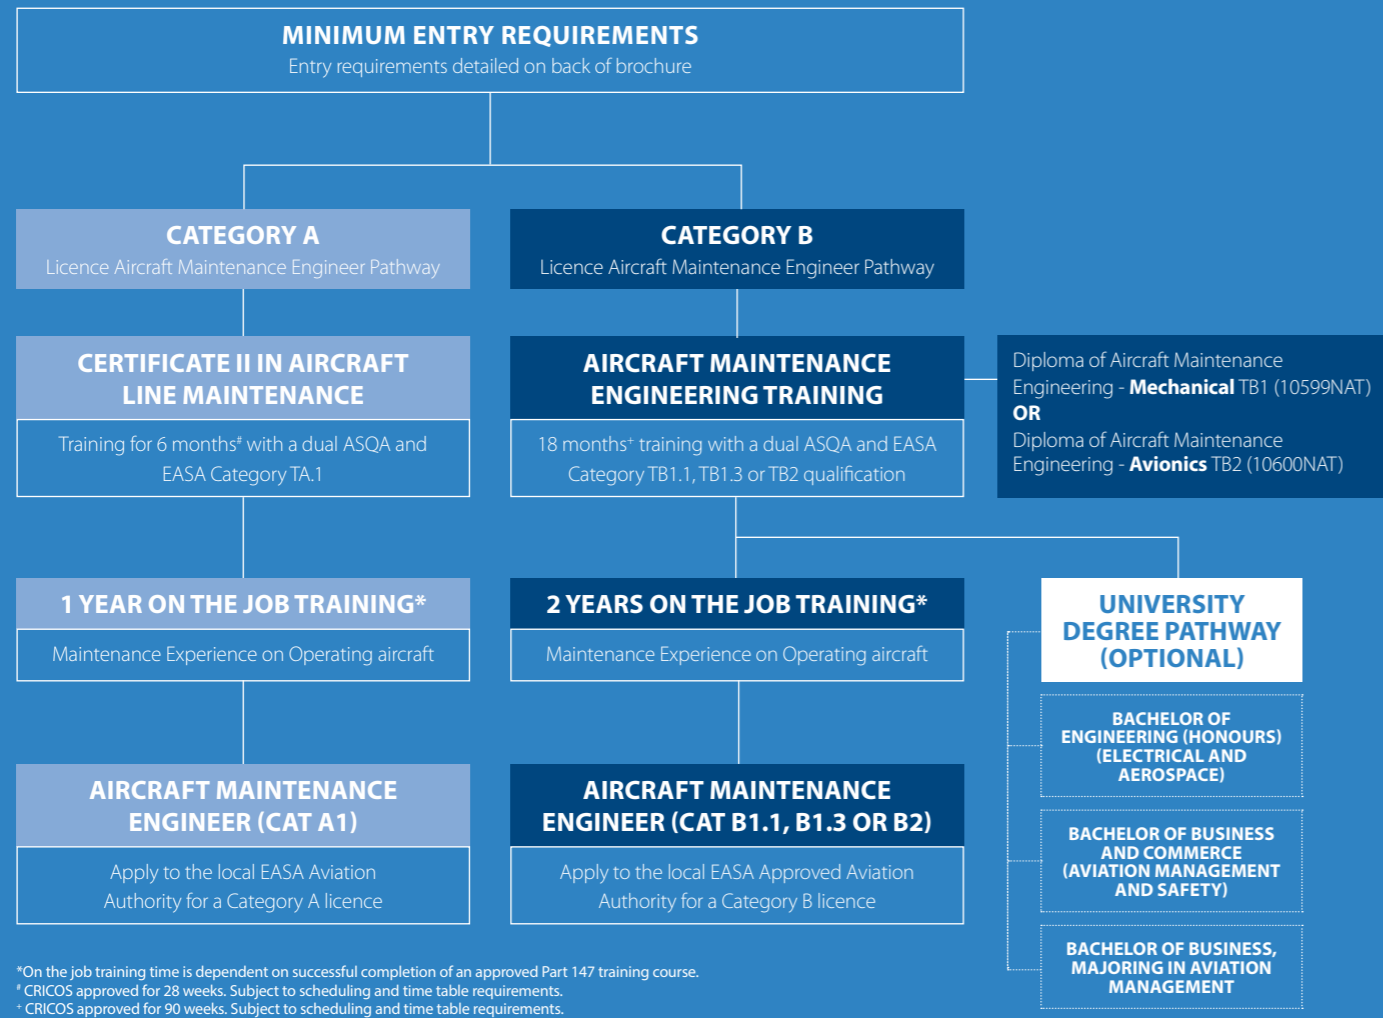 MINIMUM ENTRY REQUIREMENTS
Entry requirements detailed on back of brochure
CATEGORY A
Licence Aircraft Maintenance Engineer Pathway
CATEGORY B
Licence Aircraft Maintenance Engineer Pathway
CERTIFICATE II IN AIRCRAFT
LINE MAINTENANCE
Training for 6 months# with a dual ASQA and
EASA Category TA.1
AIRCRAFT MAINTENANCE
ENGINEERING TRAINING
18 months+ training with a dual ASQA and EASA
Category TB1.1, TB1.3 or TB2 qualification
Diploma of Aircraft Maintenance
Engineering - Mechanical TB1 (10599NAT)
OR
Diploma of Aircraft Maintenance
Engineering - Avionics TB2 (10600NAT)
1 YEAR ON THE JOB TRAINING*
Maintenance Experience on Operating aircraft
2 YEARS ON THE JOB TRAINING*
Maintenance Experience on Operating aircraft
UNIVERSITY
DEGREE PATHWAY
(OPTIONAL)
BACHELOR OF
ENGINEERING (HONOURS)
(ELECTRICAL AND
AEROSPACE)
BACHELOR OF BUSINESS
AND COMMERCE
(AVIATION MANAGEMENT
AND SAFETY)
BACHELOR OF BUSINESS,
MAJORING IN AVIATION
MANAGEMENT
AIRCRAFT MAINTENANCE
ENGINEER (CAT A1)
Apply to the local EASA Aviation
Authority for a Category A licence
AIRCRAFT MAINTENANCE
ENGINEER (CAT B1.1, B1.3 OR B2)
Apply to the local EASA Approved Aviation
Authority for a Category B licence
*On the job training time is dependent on successful completion of an approved Part 147 training course.
# CRICOS approved for 28 weeks. Subject to scheduling and time table requirements.
+ CRICOS approved for 90 weeks. Subject to scheduling and time table requirements.